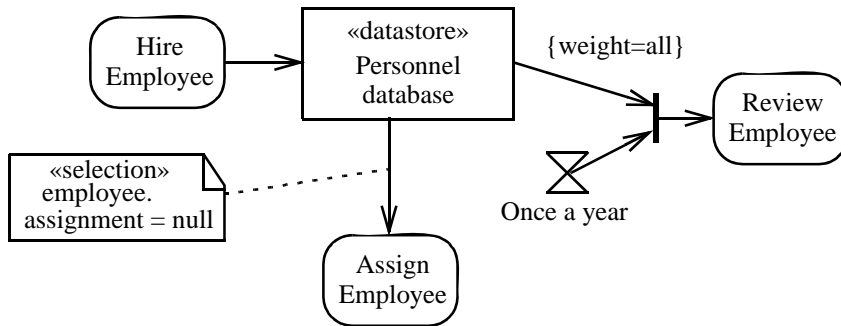 Hire
Employee
«datastore»
Personnel
database
{weight=all}
Review
Employee
«selection»
employee.
assignment = null
Once a year
Assign
Employee